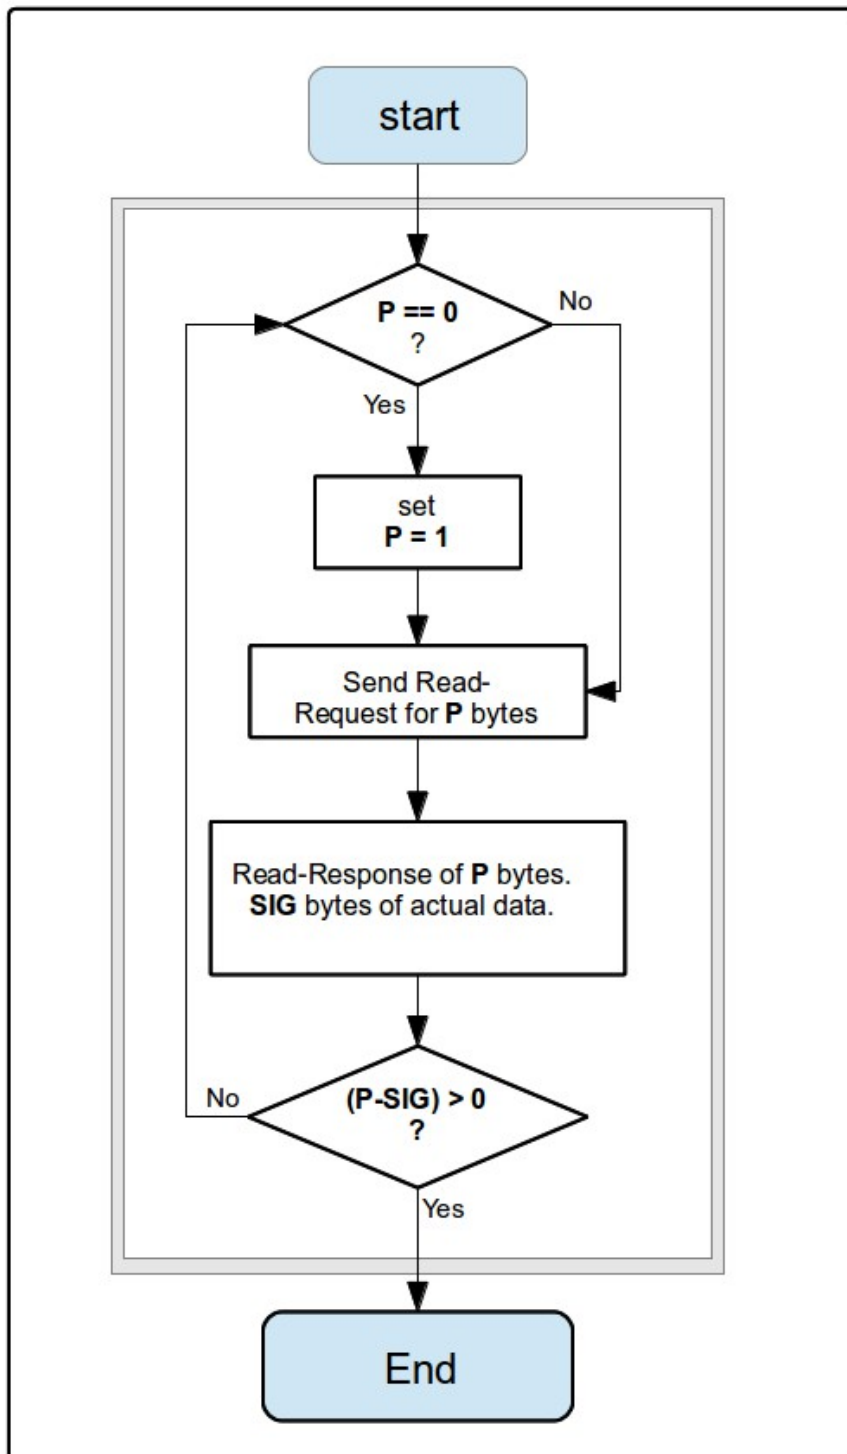 start
P == 0
?
No
Yes
set
P = 1
Send Read-
Request for P bytes
Read-Response of P bytes.
SIG bytes of actual data.
(P-SIG) > 0
?
No
Yes
End